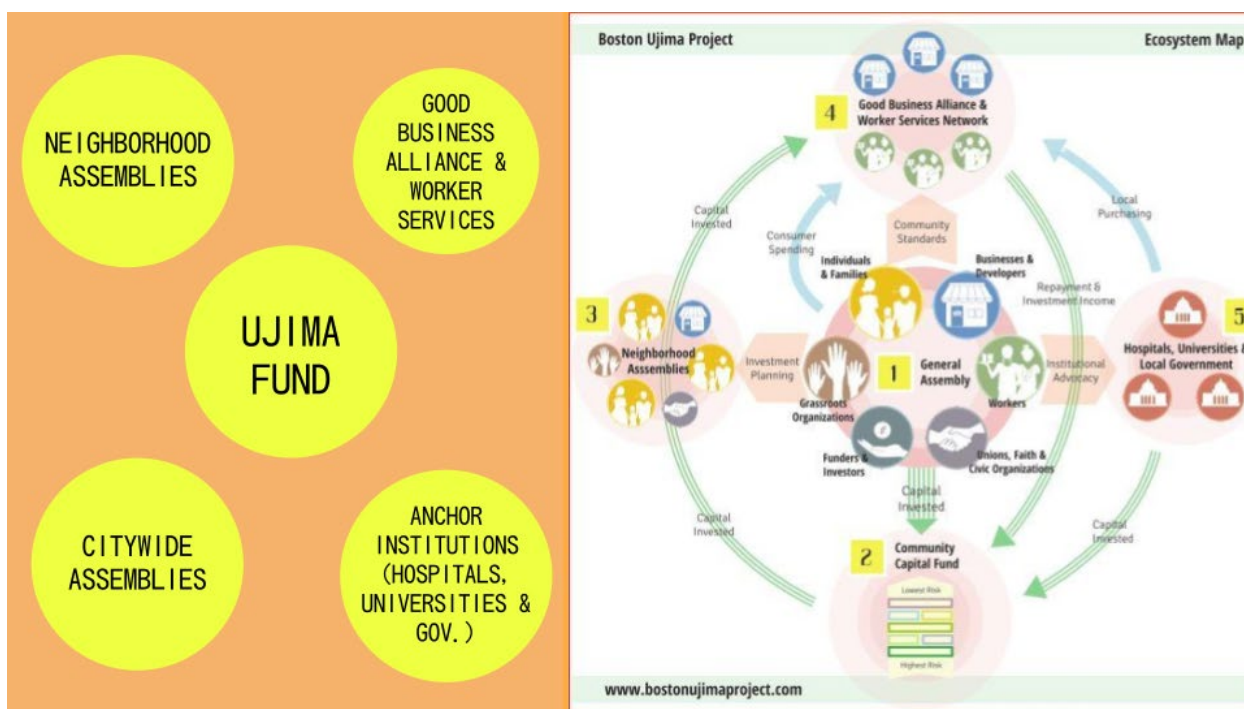 NEIGHBORHOOD
ASSEMBLIES
GOOD
BUSINESS
ALLIANCE &
WORKER
SERVICES
UJIMA
FUND
CITYWIDE
ASSEMBLIES
ANCHOR
INSTITUTIONS
(HOSPITALS,
UNIVERSITIES &
GOV.)
Boston Ujima Project
Ecosystem Map
4
Good Business Alliance &
Worker Services Network
Capital
Invested
Consumer
Spending
Community
Standards
Local
Purchasing
Individuals
& Families
Businesses &
Developers
Repayment &
Investment Income
3
Neighborhood
Asssemblies
Investment
Planning
1
General
Assembly
Institutional
Advocacy
5
Hospitals, Universities &
Local Government
Grassroots
Organizations
Workers
Funders &
Investors
Unions, Faith &
Civic Organizations
Capital
Invested
Capital
Invested
Capital
Invested
2
Community
Capital Fund
Lowest Risk
Highest Risk
www.bostonujimaproject.com